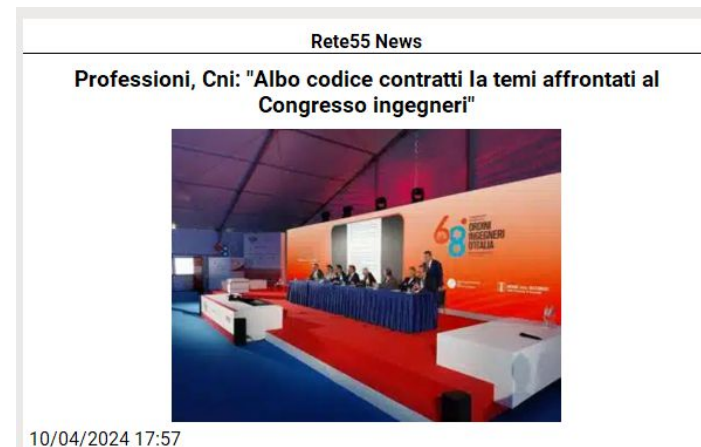 Rete55 News
Professioni, Cni: "Albo codice contratti Ia temi affrontati al
Congresso ingegneri"
68°
ORDINI
INGEGNERI
D'ITALIA
10/04/2024 17:57